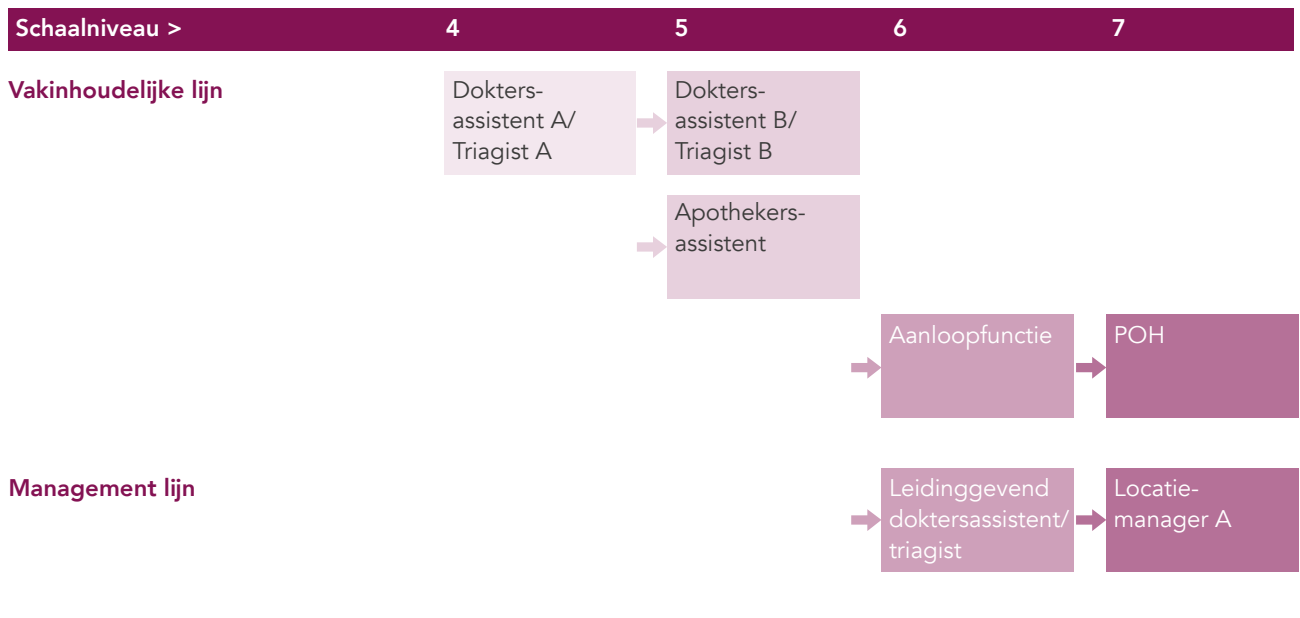 Schaalniveau > 4 5 6 7
Vakinhoudelijke lijn
Dokters-
assistent A/
Triagist A
Dokters-
assistent B/
Triagist B
Apothekers-
assistent
Aanloopfunctie
POH
Management lijn
Leidinggevend
doktersassistent/
triagist
Locatie-
manager A